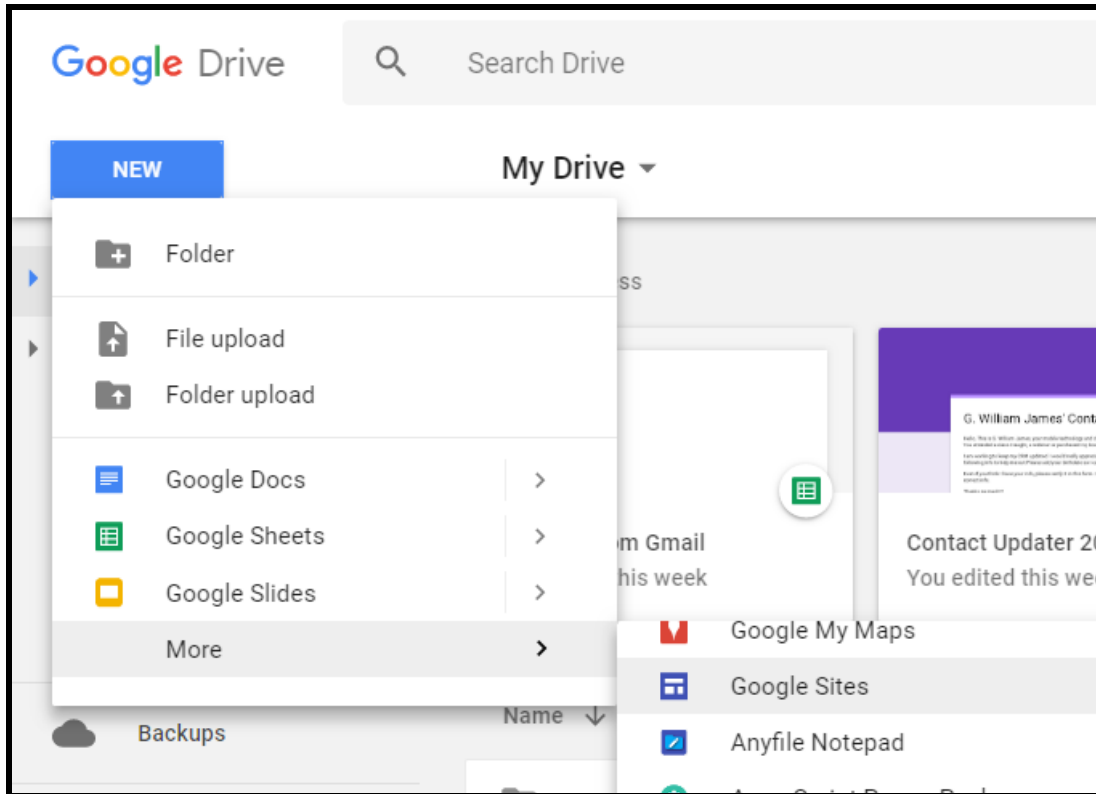 Google Drive
Search Drive
NEW
My Drive
Folder
ss
File upload
Folder upload
G. William James' Conta
Google Docs
Google Sheets
Google Slides
More
om Gmail
his week
Contact Updater 20
You edited this wee
Google My Maps
Google Sites
Anyfile Notepad
Backups
Name